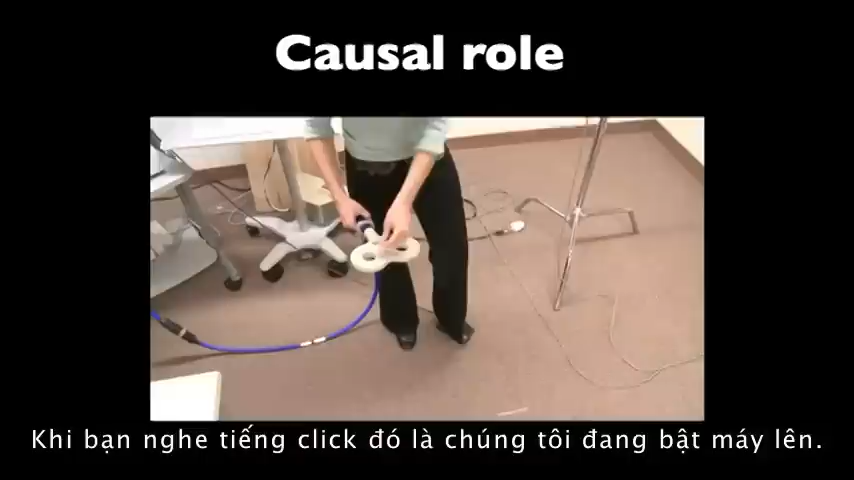 Causal role
Khi bạn nghe tiếng click đó là chúng tôi đang bật máy lên.